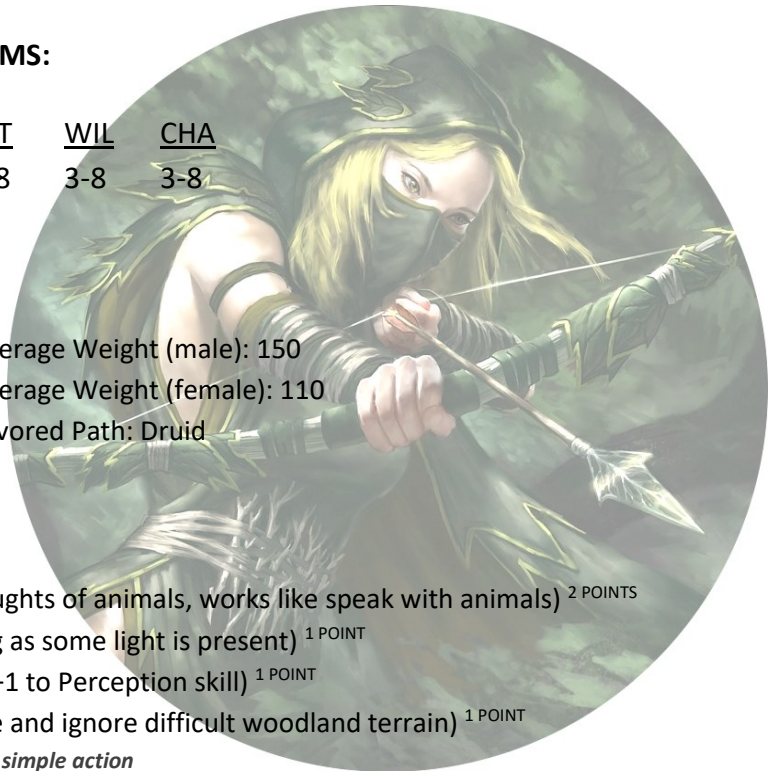 MS:
T WIL CHA
8 3-8 3-8
erage Weight (male): 150
erage Weight (female): 110
vored Path: Druid
ughts of animals, works like speak with animals) 2 POINTS
g as some light is present) 1 POINT
-1 to Perception skill) 1 POINT
e and ignore difficult woodland terrain) 1 POINT
simple action